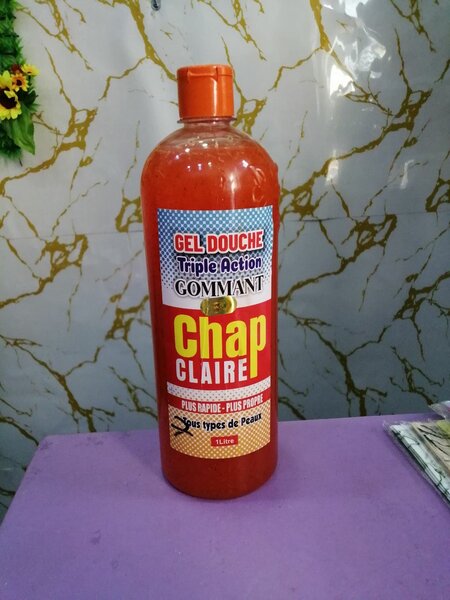 GEL DOUCHE
Triple Action
GOMMANT
Chap
CLAIRE
PLUS RAPIDE - PLUS PROPRE
Tous types de Peaux
1Litre